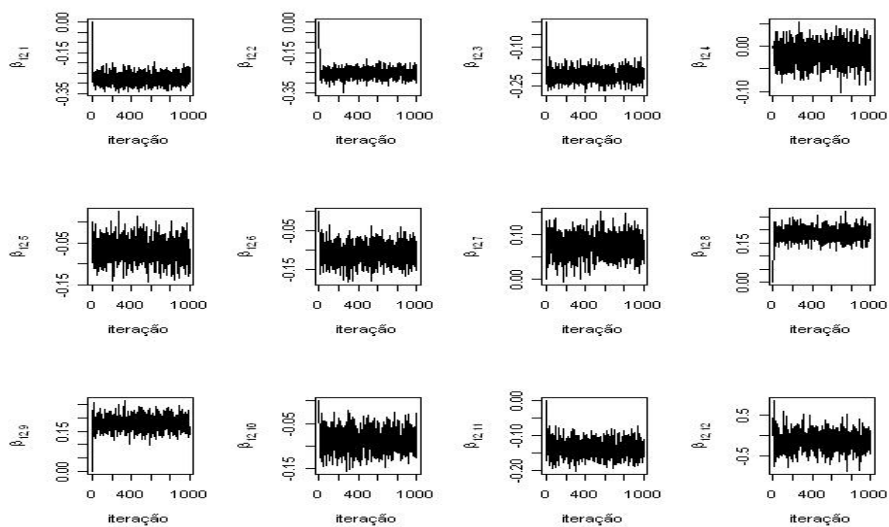 β12,1
0.00
-0.15
-0.35
0 400 1000
iteração
β12,2
0.00
-0.15
-0.35
0 400 1000
iteração
β12,3
-0.10
-0.25
0 400 1000
iteração
β12,4
0.00
-0.10
0 400 1000
iteração
β12,5
-0.05
-0.15
0 400 1000
iteração
β12,6
-0.05
-0.15
0 400 1000
iteração
β12,7
0.10
0.00
0 400 1000
iteração
β12,8
0.15
0.00
0 400 1000
iteração
β12,9
0.15
0.00
0 400 1000
iteração
β12,10
-0.05
-0.15
0 400 1000
iteração
β12,11
0.00
-0.10
-0.20
0 400 1000
iteração
β12,12
0.5
-0.5
0 400 1000
iteração